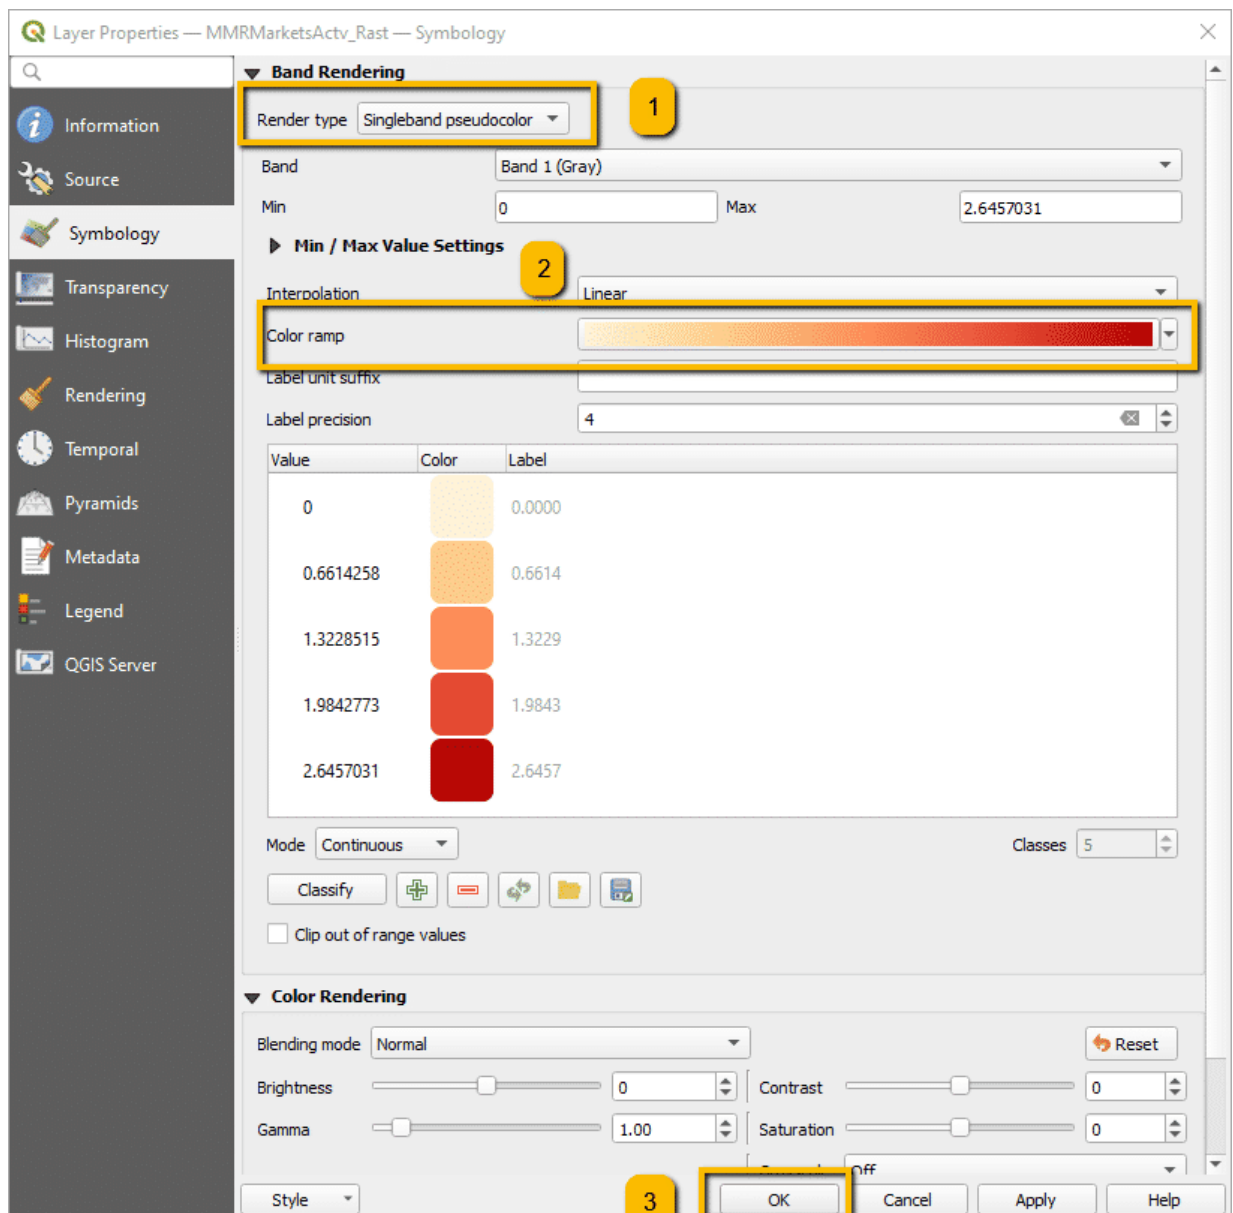 Layer Properties — MMRMarketsActv_Rast — Symbology
Information
Source
Symbology
Transparency
Histogram
Rendering
Temporal
Pyramids
Metadata
Legend
QGIS Server
Band Rendering
Render type Singleband pseudocolor
1
Band Band 1 (Gray)
Min 0 Max 2.6457031
Min / Max Value Settings
2
Interpolation Linear
Color ramp
Label unit suffix
Label precision 4
Value Color Label
0 0.0000
0.6614258 0.6614
1.3228515 1.3229
1.9842773 1.9843
2.6457031 2.6457
Mode Continuous Classes 5
Classify
Clip out of range values
Color Rendering
Blending mode Normal Reset
Brightness 0 Contrast 0
Gamma 1.00 Saturation 0
Off
Style 3 OK Cancel Apply Help